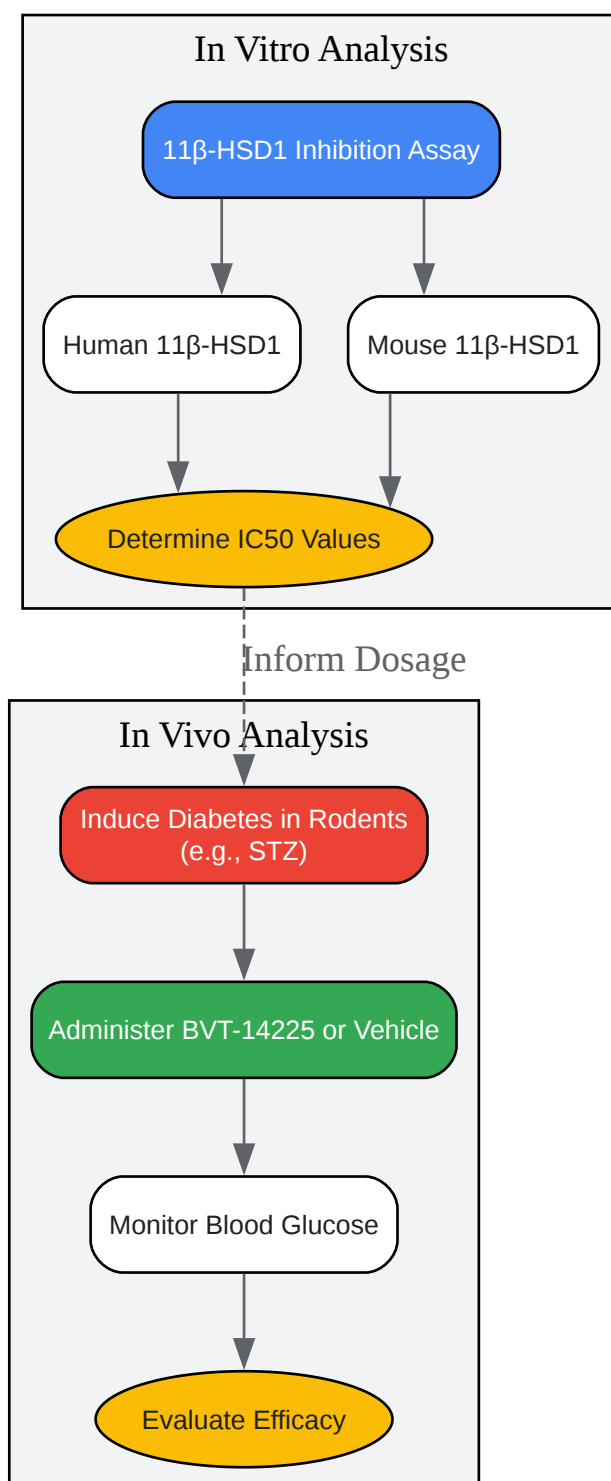 In Vitro Analysis
11β-HSD1 Inhibition Assay
Human 11β-HSD1
Mouse 11β-HSD1
Determine IC50 Values
Inform Dosage
In Vivo Analysis
Induce Diabetes in Rodents
(e.g., STZ)
Administer BVT-14225 or Vehicle
Monitor Blood Glucose
Evaluate Efficacy